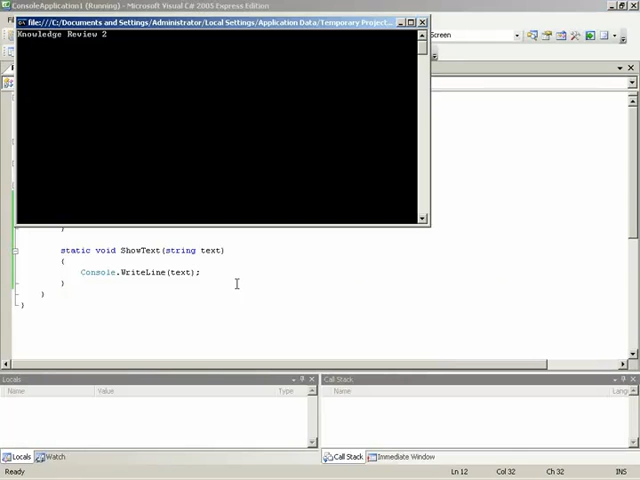 ConsoleApplication1 (Running) - Microsoft Visual C# 2005 Express Edition
file:///C:/Documents and Settings/Administrator/Local Settings/Application Data/Temporary Project...
Knowledge Review 2
Screen
}
static void ShowText(string text)
{
Console.WriteLine(text);
}
}
}
Locals
Call Stack
Name Value Type
Name Lang
Locals Watch
Call Stack Immediate Window
Ready Ln 12 Col 32 Ch 32 INS